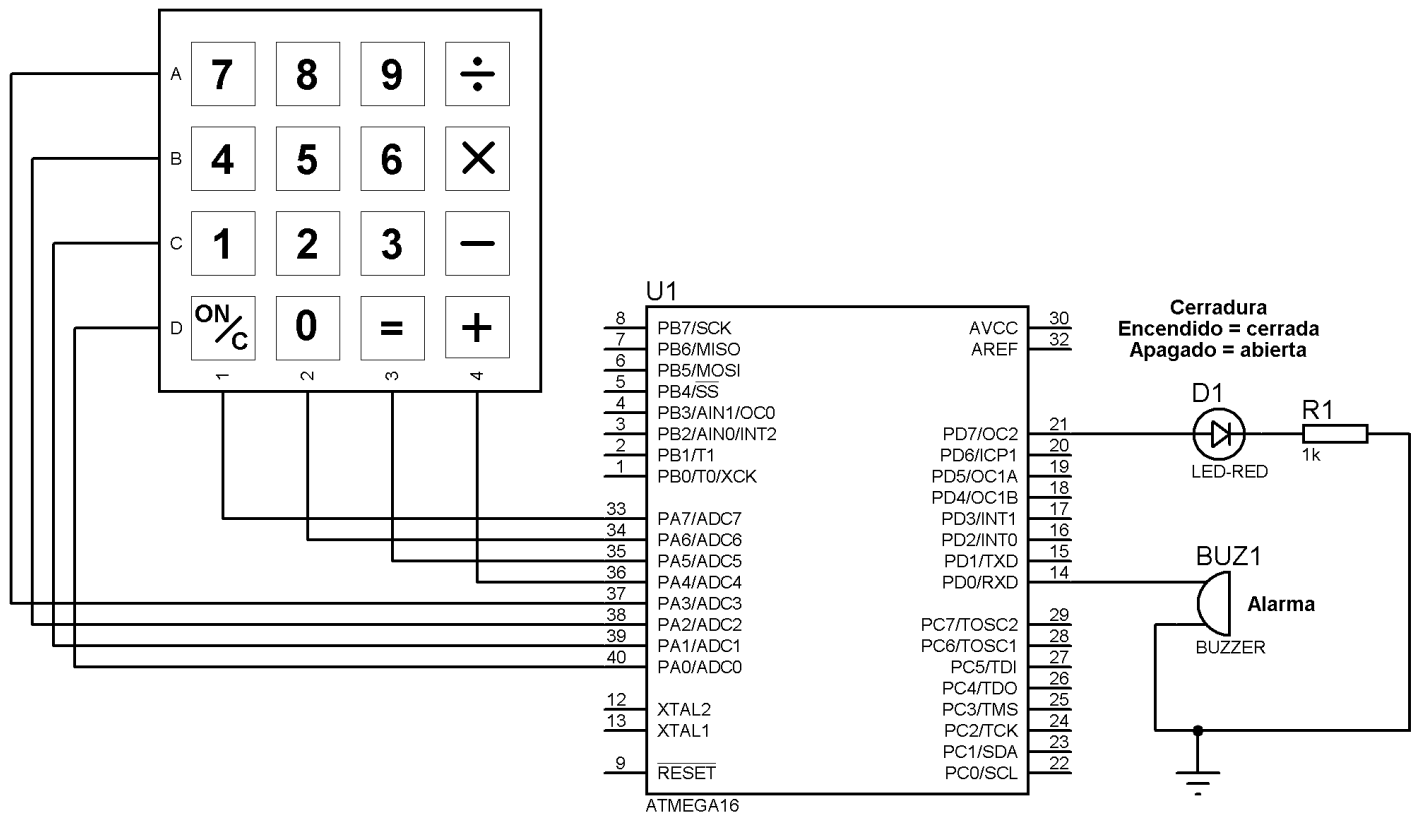 A
7 8 9 ÷
B
4 5 6 ×
C
1 2 3 −
D
ON/C 0 = +
1 2 3 4
U1
8 PB7/SCK
7 PB6/MISO
6 PB5/MOSI
5 PB4/SS
4 PB3/AIN1/OC0
3 PB2/AIN0/INT2
2 PB1/T1
1 PB0/T0/XCK
33 PA7/ADC7
34 PA6/ADC6
35 PA5/ADC5
36 PA4/ADC4
37 PA3/ADC3
38 PA2/ADC2
39 PA1/ADC1
40 PA0/ADC0
12 XTAL2
13 XTAL1
9 RESET
AVCC 30
AREF 32
PD7/OC2 21
PD6/ICP1 20
PD5/OC1A 19
PD4/OC1B 18
PD3/INT1 17
PD2/INT0 16
PD1/TXD 15
PD0/RXD 14
PC7/TOSC2 29
PC6/TOSC1 28
PC5/TDI 27
PC4/TDO 26
PC3/TMS 25
PC2/TCK 24
PC1/SDA 23
PC0/SCL 22
ATMEGA16
Cerradura
Encendido = cerrada
Apagado = abierta
D1
LED-RED
R1
1k
BUZ1
Alarma
BUZZER